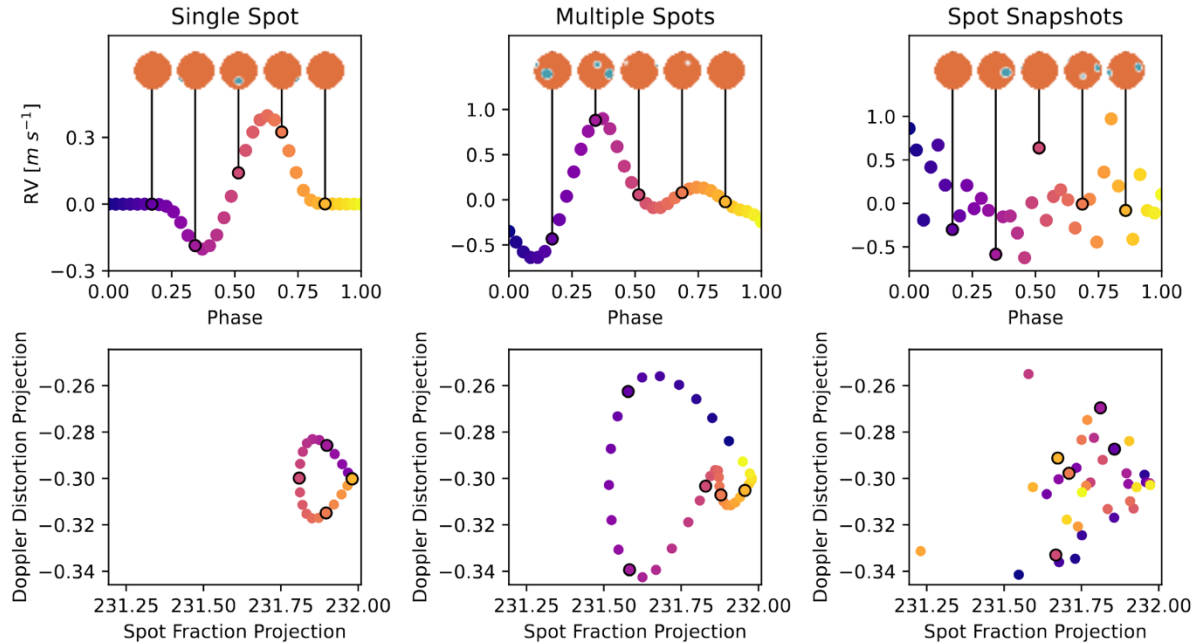 Single Spot
Multiple Spots
Spot Snapshots
RV [m s⁻¹]
0.3
0.0
−0.3
0.00 0.25 0.50 0.75 1.00
Phase
1.0
0.5
0.0
−0.5
0.00 0.25 0.50 0.75 1.00
Phase
1.0
0.5
0.0
−0.5
0.00 0.25 0.50 0.75 1.00
Phase
Doppler Distortion Projection
−0.26
−0.28
−0.30
−0.32
−0.34
231.25 231.50 231.75 232.00
Spot Fraction Projection
Doppler Distortion Projection
−0.26
−0.28
−0.30
−0.32
−0.34
231.25 231.50 231.75 232.00
Spot Fraction Projection
Doppler Distortion Projection
−0.26
−0.28
−0.30
−0.32
−0.34
231.25 231.50 231.75 232.00
Spot Fraction Projection